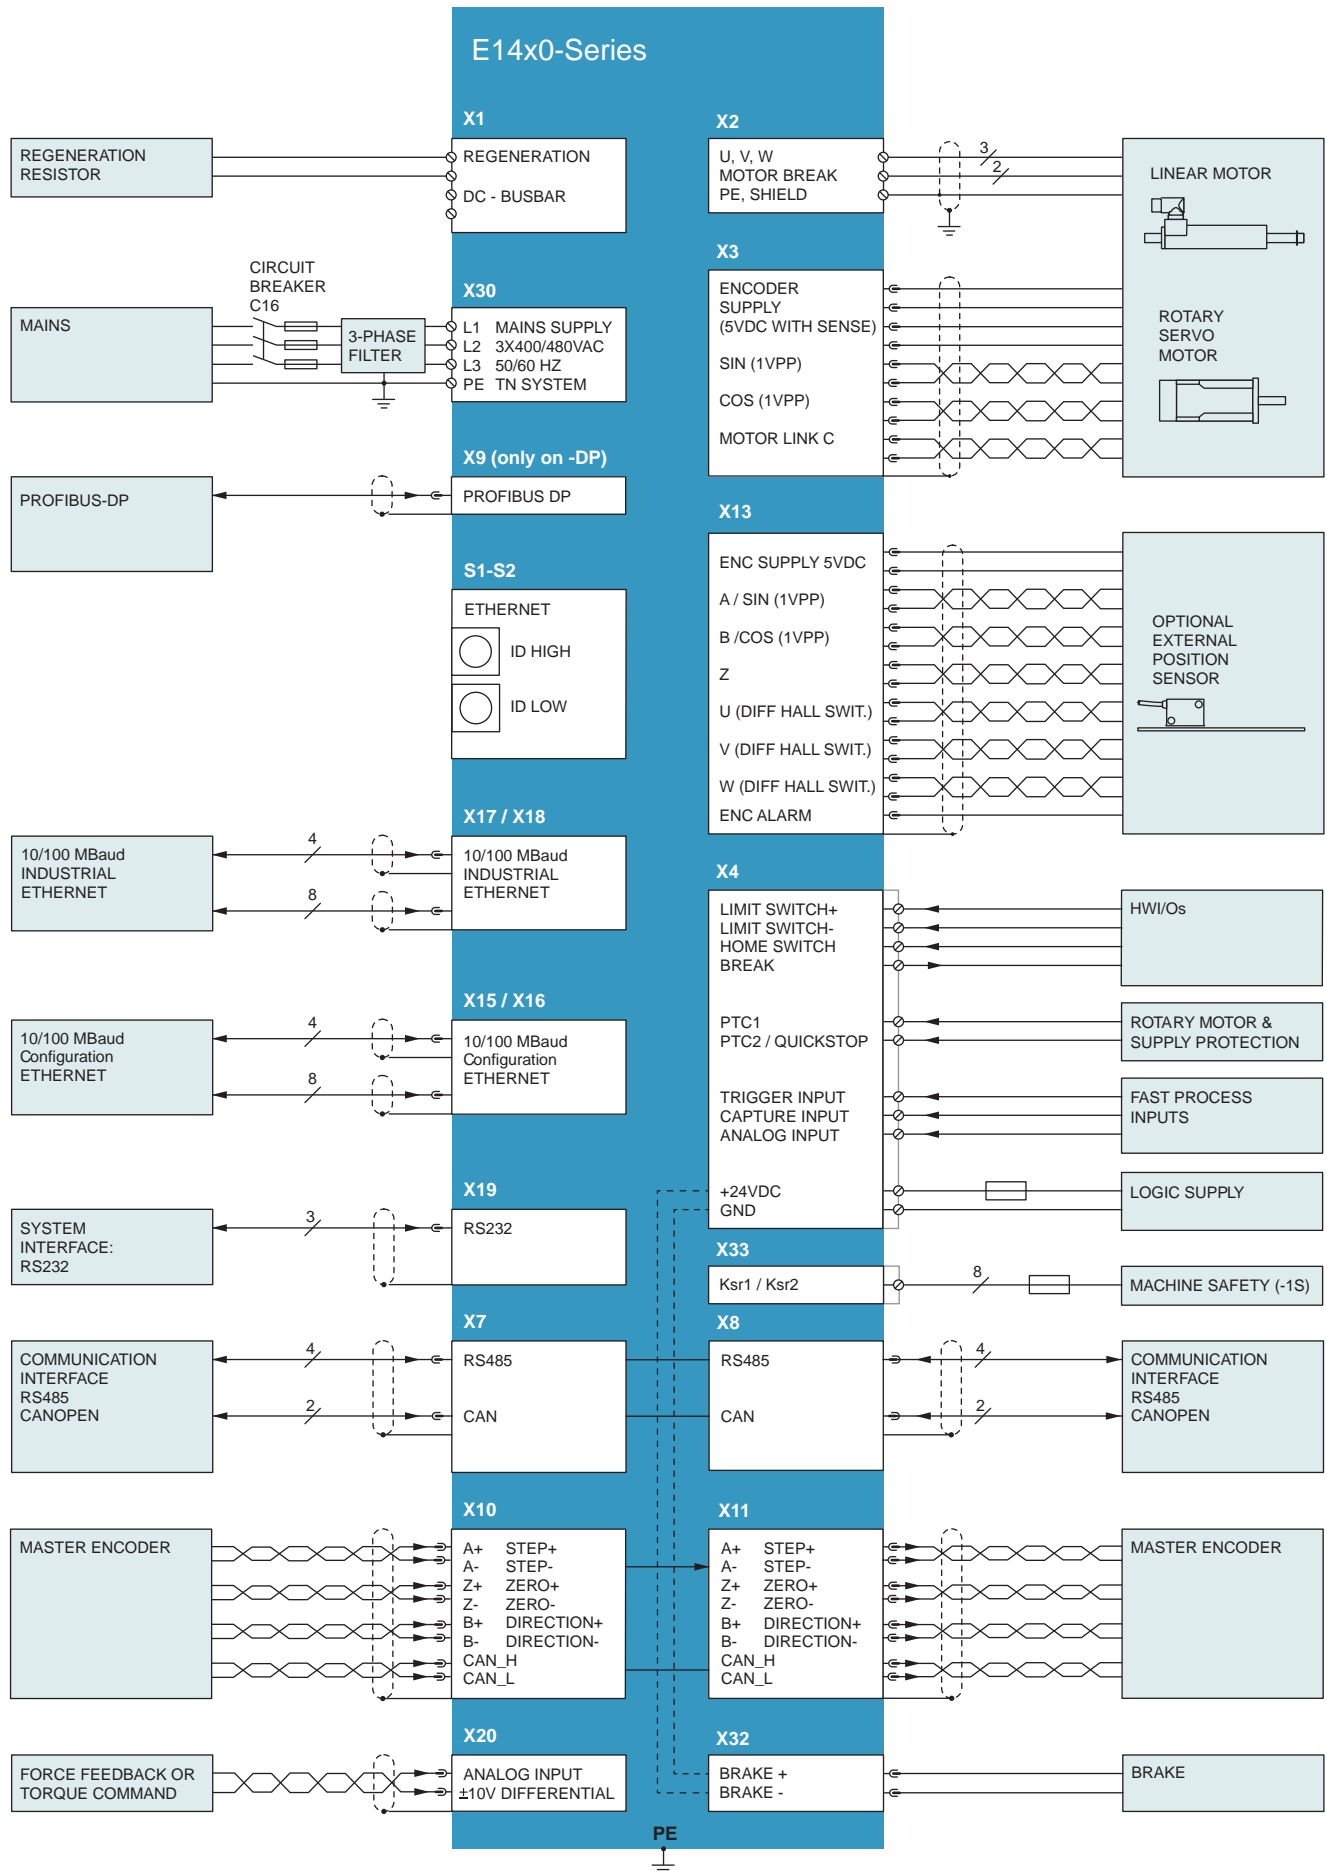 E14x0-Series
X1
REGENERATION
RESISTOR
REGENERATION
DC - BUSBAR
X2
U, V, W
MOTOR BREAK
PE, SHIELD
3
2
LINEAR MOTOR
ROTARY
SERVO
MOTOR
CIRCUIT
BREAKER
C16
MAINS
3-PHASE
FILTER
X30
L1 MAINS SUPPLY
L2 3X400/480VAC
L3 50/60 HZ
PE TN SYSTEM
X3
ENCODER
SUPPLY
(5VDC WITH SENSE)
SIN (1VPP)
COS (1VPP)
MOTOR LINK C
X9 (only on -DP)
PROFIBUS-DP
PROFIBUS DP
X13
ENC SUPPLY 5VDC
A / SIN (1VPP)
B /COS (1VPP)
Z
U (DIFF HALL SWIT.)
V (DIFF HALL SWIT.)
W (DIFF HALL SWIT.)
ENC ALARM
OPTIONAL
EXTERNAL
POSITION
SENSOR
S1-S2
ETHERNET
ID HIGH
ID LOW
X17 / X18
10/100 MBaud
INDUSTRIAL
ETHERNET
4
8
10/100 MBaud
INDUSTRIAL
ETHERNET
X4
LIMIT SWITCH+
LIMIT SWITCH-
HOME SWITCH
BREAK
PTC1
PTC2 / QUICKSTOP
TRIGGER INPUT
CAPTURE INPUT
ANALOG INPUT
+24VDC
GND
HWI/Os
ROTARY MOTOR &
SUPPLY PROTECTION
FAST PROCESS
INPUTS
LOGIC SUPPLY
X15 / X16
10/100 MBaud
Configuration
ETHERNET
4
8
10/100 MBaud
Configuration
ETHERNET
X19
SYSTEM
INTERFACE:
RS232
3
RS232
X33
Ksr1 / Ksr2
8
MACHINE SAFETY (-1S)
X7
COMMUNICATION
INTERFACE
RS485
CANOPEN
4
2
RS485
CAN
X8
RS485
CAN
4
2
COMMUNICATION
INTERFACE
RS485
CANOPEN
X10
MASTER ENCODER
A+ STEP+
A- STEP-
Z+ ZERO+
Z- ZERO-
B+ DIRECTION+
B- DIRECTION-
CAN_H
CAN_L
X11
A+ STEP+
A- STEP-
Z+ ZERO+
Z- ZERO-
B+ DIRECTION+
B- DIRECTION-
CAN_H
CAN_L
MASTER ENCODER
X20
FORCE FEEDBACK OR
TORQUE COMMAND
ANALOG INPUT
±10V DIFFERENTIAL
X32
BRAKE +
BRAKE -
BRAKE
PE